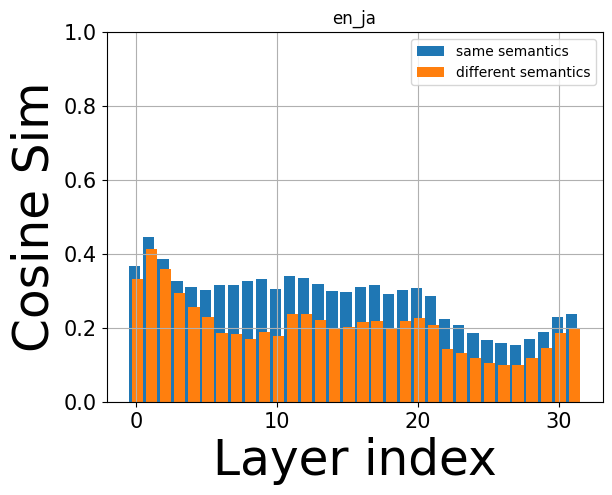 en_ja
same semantics
different semantics
Cosine Sim
1.0
0.8
0.6
0.4
0.2
0.0
0 10 20 30
Layer index